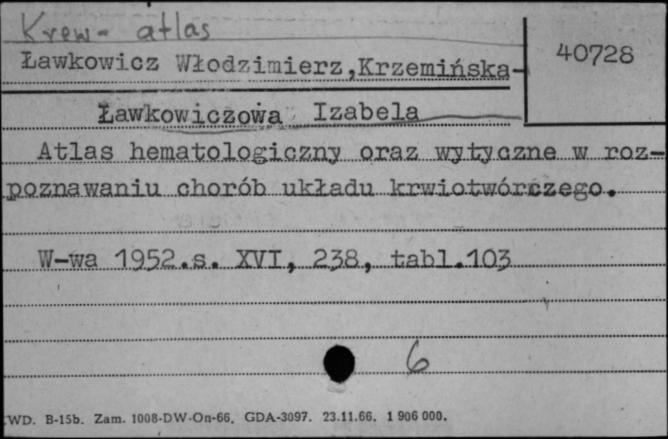 Krew - atlas
40728
Ławkowicz Włodzimierz,Krzemińska-
Ławkowiczowa Izabela
Atlas hematologiczny oraz wytyczne w roz-
poznawaniu chorób układu krwiotwórczego.
W-wa 1952.s. XVI, 238, tabl.103
6
WD. B-15b. Zam. 1008-DW-On-66. GDA-3097. 23.11.66. 1 906 000.